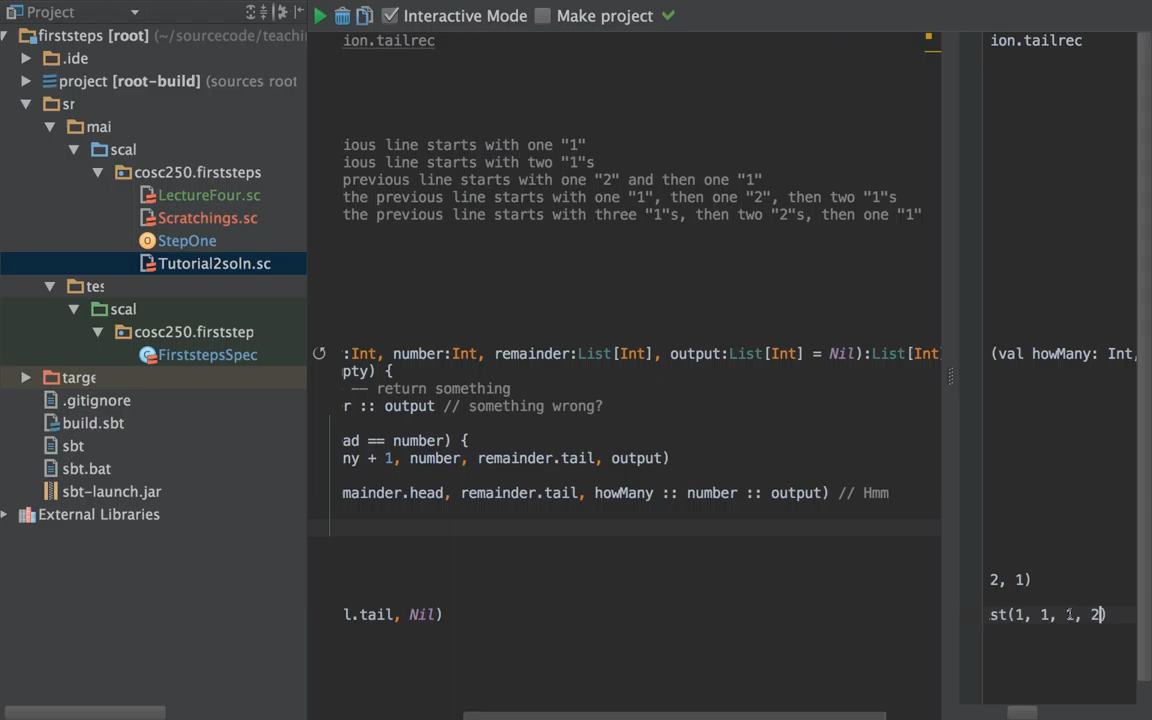 Project
Interactive Mode
Make project
firststeps [root] (~/sourcecode/teachi
.ide
project [root-build] (sources root
sr
mai
scal
cosc250.firststeps
LectureFour.sc
Scratchings.sc
O StepOne
Tutorial2soln.sc
tes
scal
cosc250.firststep
C FirststepsSpec
targe
.gitignore
build.sbt
sbt
sbt.bat
sbt-launch.jar
External Libraries
ion.tailrec
ious line starts with one "1"
ious line starts with two "1"s
previous line starts with one "2" and then one "1"
the previous line starts with one "1", then one "2", then two "1"s
the previous line starts with three "1"s, then two "2"s, then one "1"
:Int, number:Int, remainder:List[Int], output:List[Int] = Nil):List[Int]
pty) {
-- return something
r :: output // something wrong?
ad == number) {
ny + 1, number, remainder.tail, output)
mainder.head, remainder.tail, howMany :: number :: output) // Hmm
l.tail, Nil)
ion.tailrec
(val howMany: Int,
2, 1)
st(1, 1, 1, 2)